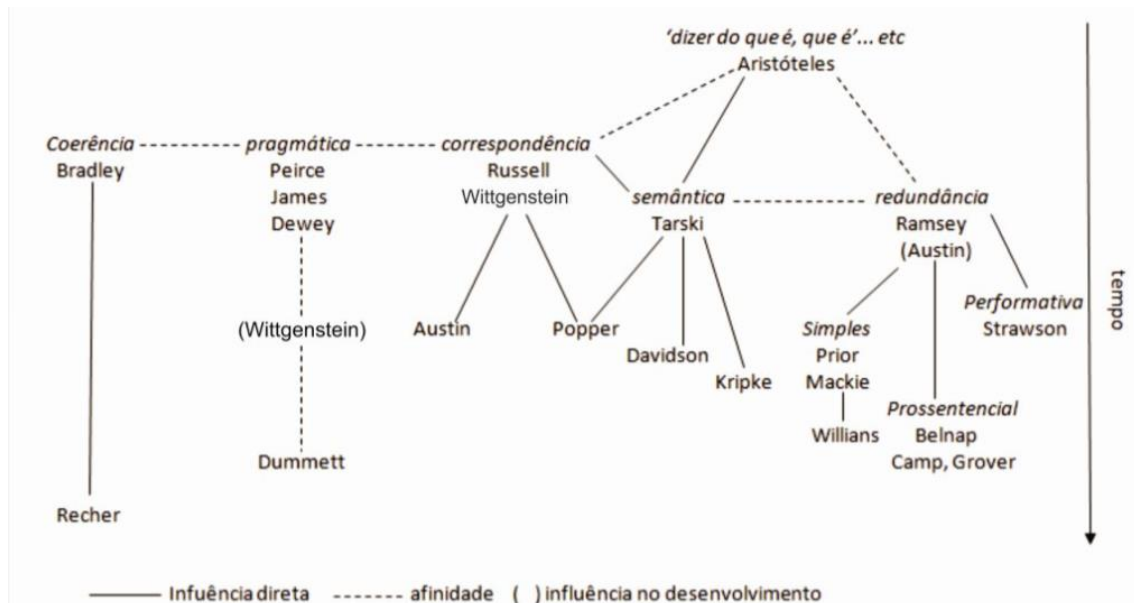 'dizer do que é, que é'... etc
Aristóteles
Coerência
Bradley
pragmática
Peirce
James
Dewey
correspondência
Russell
Wittgenstein
semântica
Tarski
redundância
Ramsey
(Austin)
tempo
(Wittgenstein)
Austin
Popper
Davidson
Kripke
Simples
Prior
Mackie
Willians
Performativa
Strawson
Prossentencial
Belnap
Camp, Grover
Dummett
Recher
Infuência direta
afinidade
( ) influência no desenvolvimento